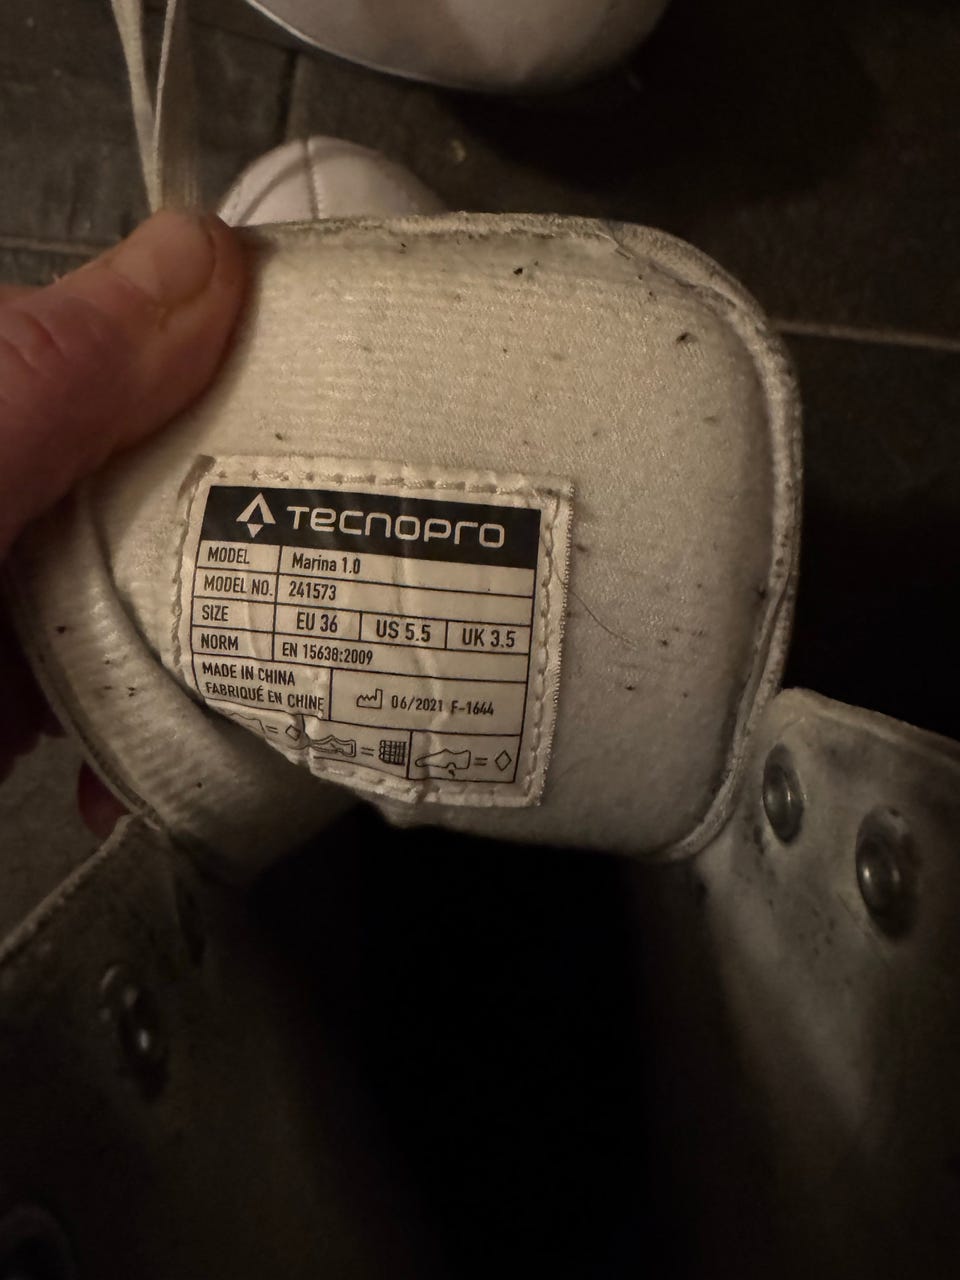 TECNOPRO
MODEL Marina 1.0
MODEL NO. 241573
SIZE EU 36 US 5.5 UK 3.5
NORM EN 15638:2009
MADE IN CHINA
FABRIQUÉ EN CHINE
06/2021 F-1644
= =
=